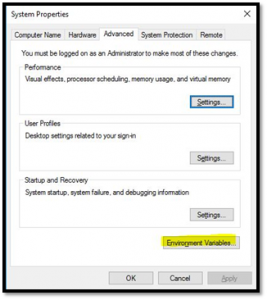 System Properties
Computer Name Hardware Advanced System Protection Remote
You must be logged on as an Administrator to make most of these changes.
Performance
Visual effects, processor scheduling, memory usage, and virtual memory
Settings...
User Profiles
Desktop settings related to your sign-in
Settings...
Startup and Recovery
System startup, system failure, and debugging information
Settings...
Environment Variables...
OK Cancel Apply